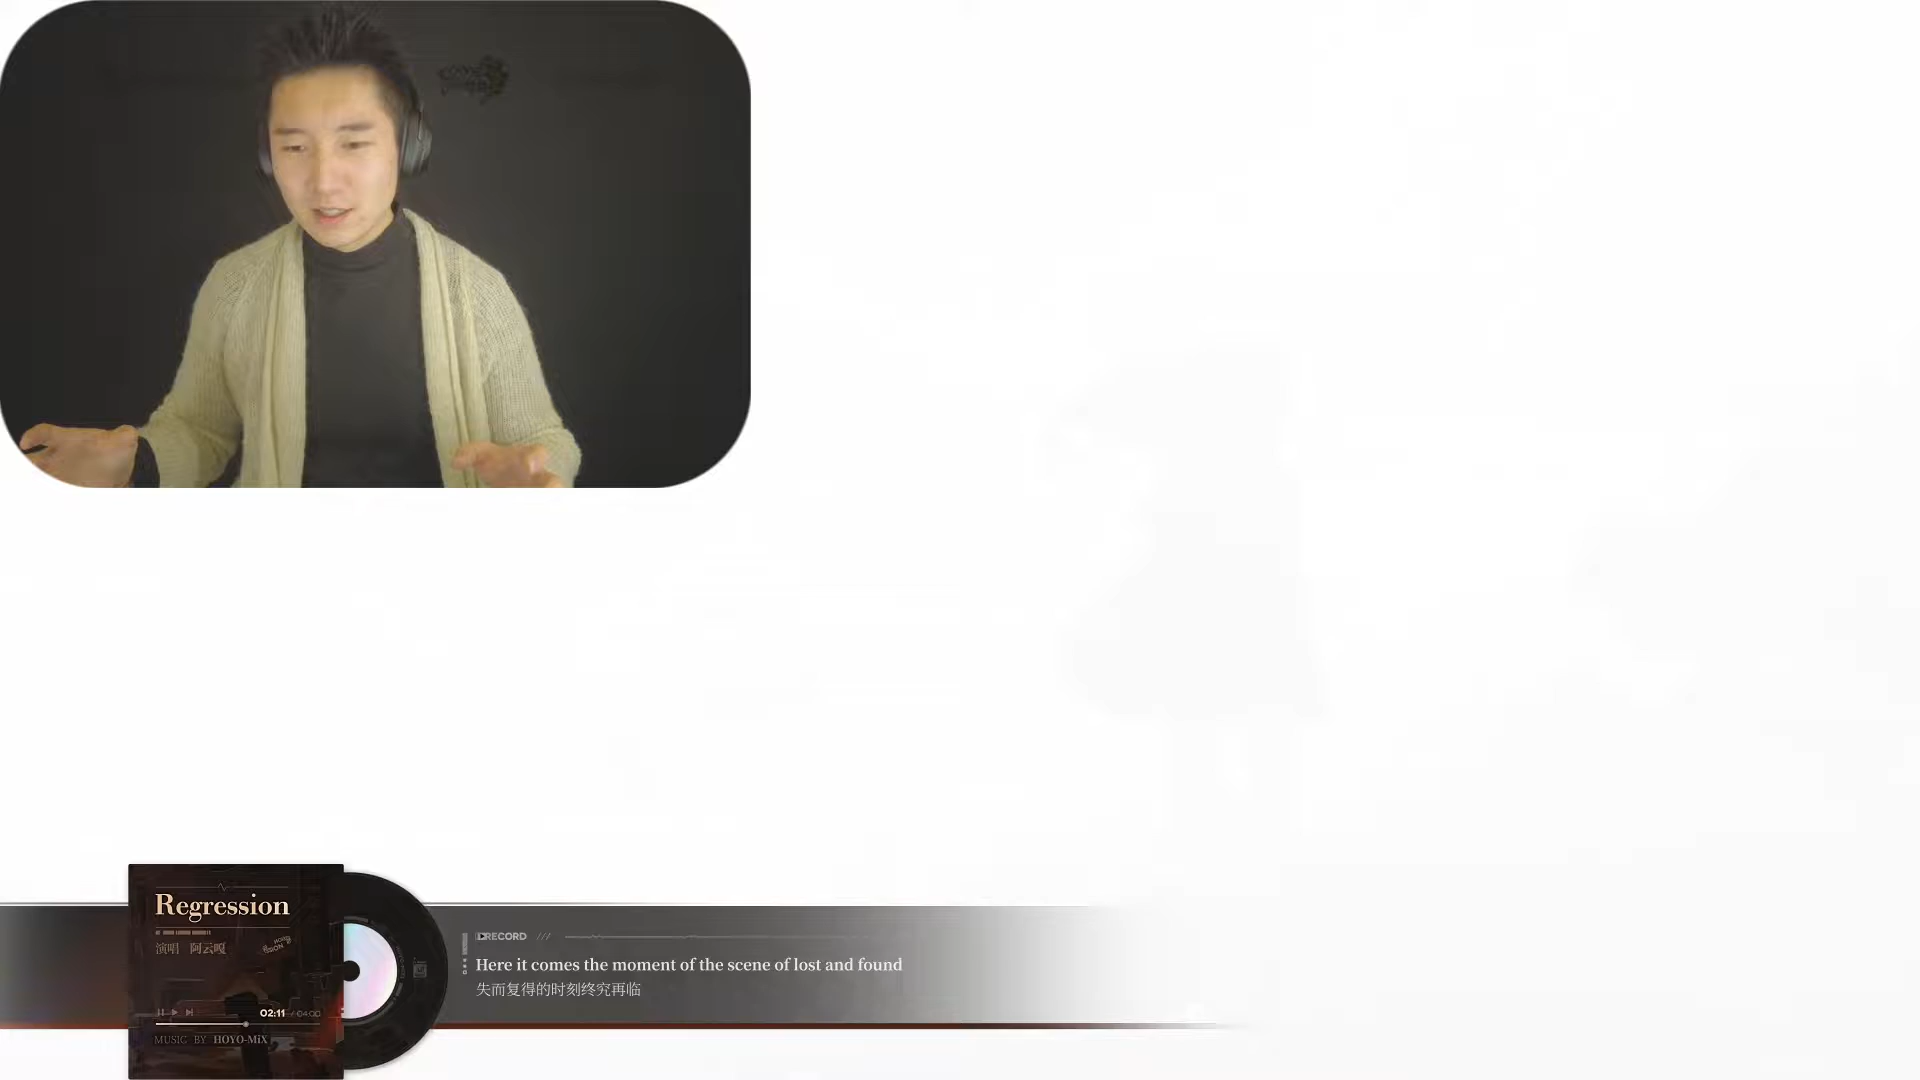 Regression
演唱 阿云嘎
02:11 / 04:00
MUSIC BY HOYO-MiX
RECORD ///
Here it comes the moment of the scene of lost and found
失而复得的时刻终究再临